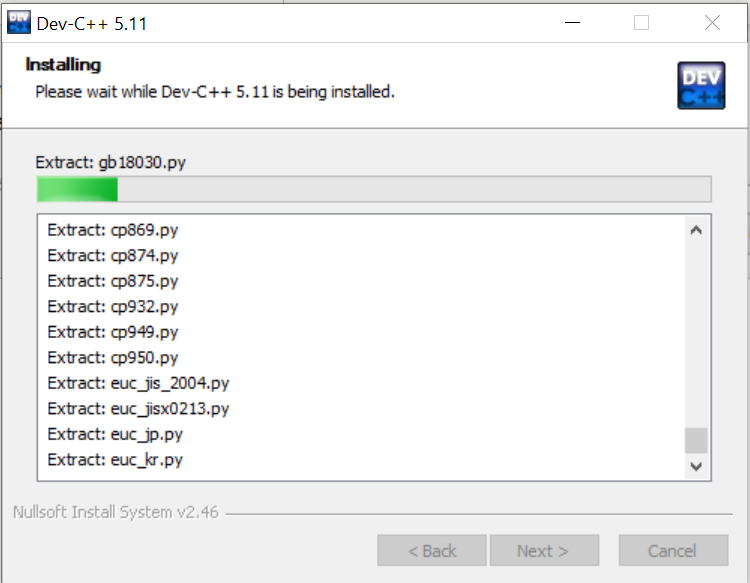 Dev-C++ 5.11
Installing
Please wait while Dev-C++ 5.11 is being installed.
DEV
C++
Extract: gb18030.py
Extract: cp869.py
Extract: cp874.py
Extract: cp875.py
Extract: cp932.py
Extract: cp949.py
Extract: cp950.py
Extract: euc_jis_2004.py
Extract: euc_jisx0213.py
Extract: euc_jp.py
Extract: euc_kr.py
Nullsoft Install System v2.46
< Back Next > Cancel